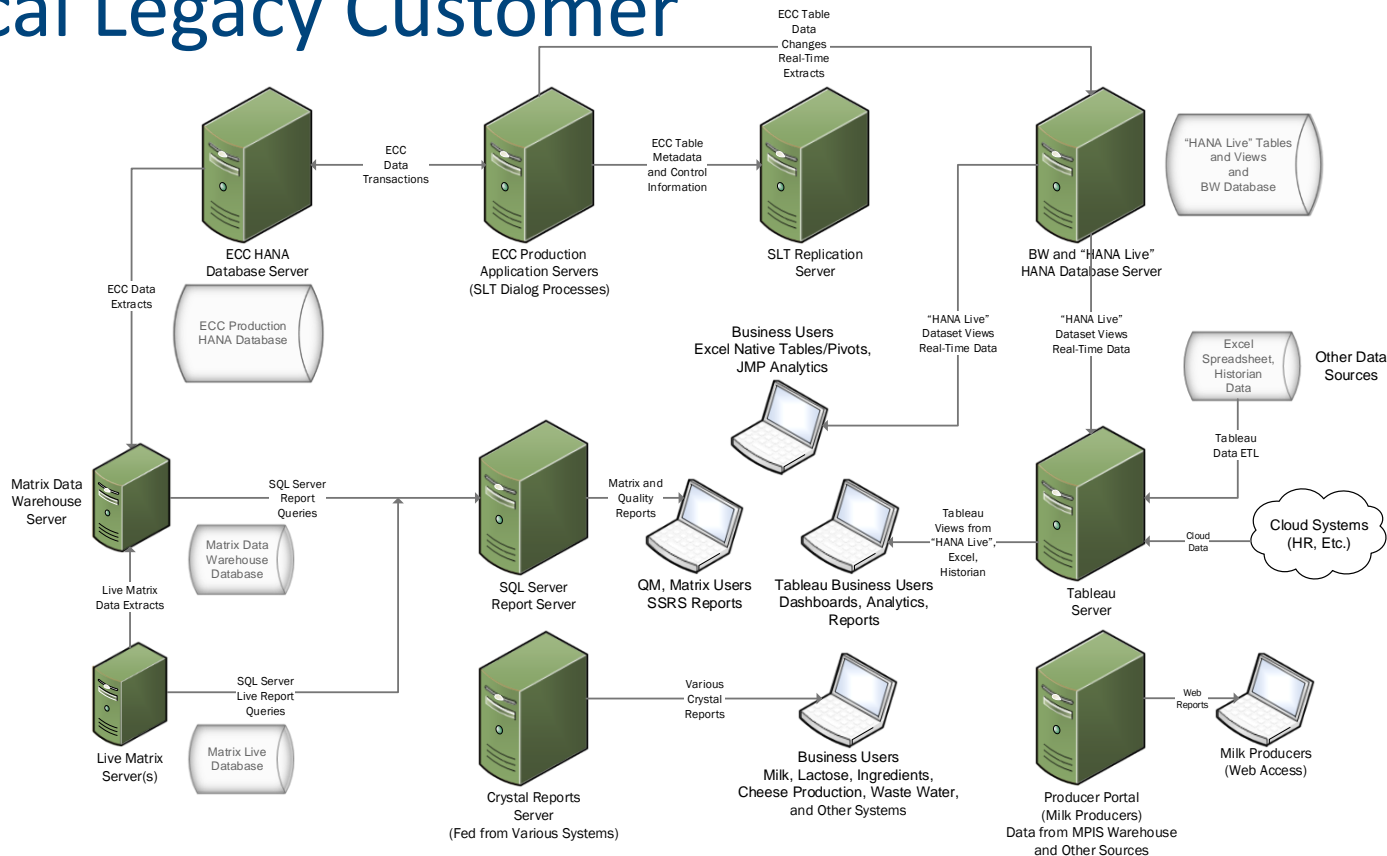 cal Legacy Customer
ECC Table
Data
Changes
Real-Time
Extracts
ECC
Data
Transactions
ECC Table
Metadata
and Control
Information
"HANA Live" Tables
and Views
and
BW Database
ECC HANA
Database Server
ECC Production
Application Servers
(SLT Dialog Processes)
SLT Replication
Server
BW and "HANA Live"
HANA Database Server
ECC Data
Extracts
ECC Production
HANA Database
Business Users
Excel Native Tables/Pivots,
JMP Analytics
"HANA Live"
Dataset Views
Real-Time Data
"HANA Live"
Dataset Views
Real-Time Data
Excel
Spreadsheet,
Historian
Data
Other Data
Sources
Tableau
Data ETL
Matrix Data
Warehouse
Server
SQL Server
Report
Queries
Matrix and
Quality
Reports
Matrix Data
Warehouse
Database
Tableau
Views from
"HANA Live",
Excel,
Historian
Cloud
Data
Cloud Systems
(HR, Etc.)
Live Matrix
Data Extracts
SQL Server
Report Server
QM, Matrix Users
SSRS Reports
Tableau Business Users
Dashboards, Analytics,
Reports
Tableau
Server
SQL Server
Live Report
Queries
Various
Crystal
Reports
Web
Reports
Matrix Live
Database
Live Matrix
Server(s)
Crystal Reports
Server
(Fed from Various Systems)
Business Users
Milk, Lactose, Ingredients,
Cheese Production, Waste Water,
and Other Systems
Producer Portal
(Milk Producers)
Data from MPIS Warehouse
and Other Sources
Milk Producers
(Web Access)